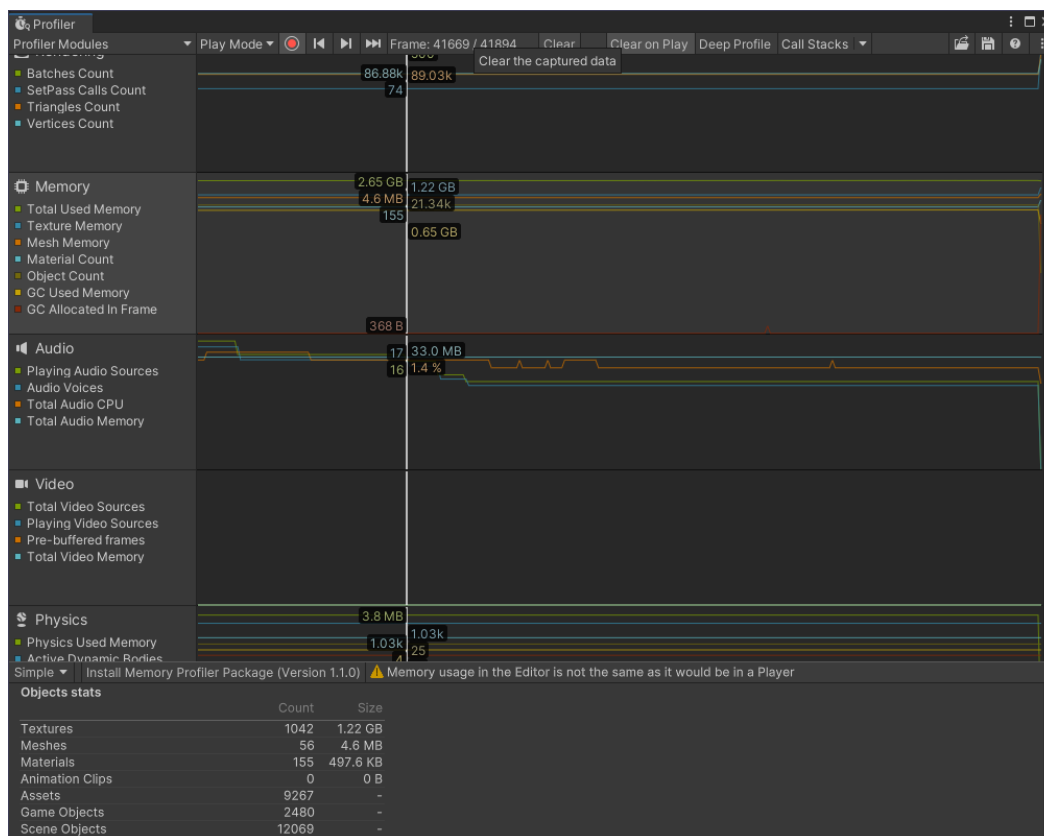 Profiler
Profiler Modules Play Mode Frame: 41669 / 41894 Clear Clear on Play Deep Profile Call Stacks
Clear the captured data
Batches Count
SetPass Calls Count
Triangles Count
Vertices Count
86.88k 89.03k
74
Memory
Total Used Memory
Texture Memory
Mesh Memory
Material Count
Object Count
GC Used Memory
GC Allocated In Frame
2.65 GB 1.22 GB
4.6 MB 21.34k
155
0.65 GB
368 B
Audio
Playing Audio Sources
Audio Voices
Total Audio CPU
Total Audio Memory
17 33.0 MB
16 1.4 %
Video
Total Video Sources
Playing Video Sources
Pre-buffered frames
Total Video Memory
Physics
Physics Used Memory
Active Dynamic Bodies
3.8 MB
1.03k 1.03k
4 25
Simple Install Memory Profiler Package (Version 1.1.0) Memory usage in the Editor is not the same as it would be in a Player
Objects stats
Count Size
Textures 1042 1.22 GB
Meshes 56 4.6 MB
Materials 155 497.6 KB
Animation Clips 0 0 B
Assets 9267 -
Game Objects 2480 -
Scene Objects 12069 -